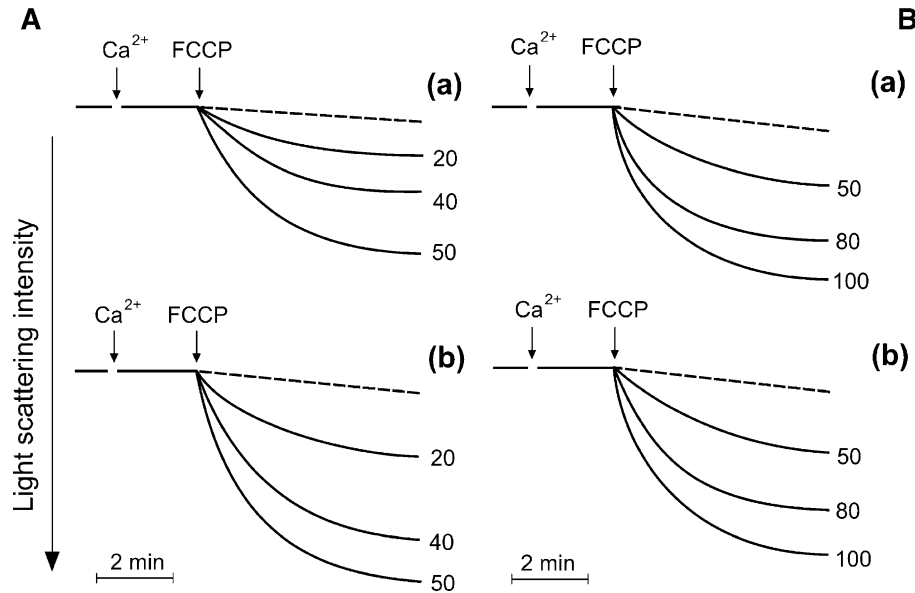 A
B
Ca2+ FCCP
(a)
20
40
50
Ca2+ FCCP
(a)
50
80
100
Light scattering intensity
Ca2+ FCCP
(b)
20
40
50
2 min
Ca2+ FCCP
(b)
50
80
100
2 min